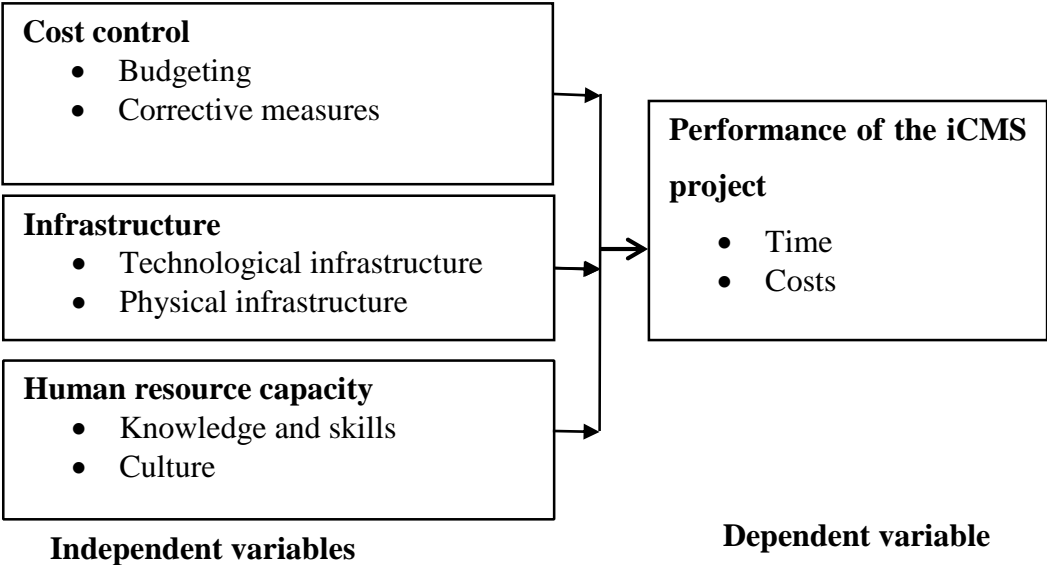 Cost control
• Budgeting
• Corrective measures
Infrastructure
• Technological infrastructure
• Physical infrastructure
Human resource capacity
• Knowledge and skills
• Culture
Independent variables
Performance of the iCMS
project
• Time
• Costs
Dependent variable